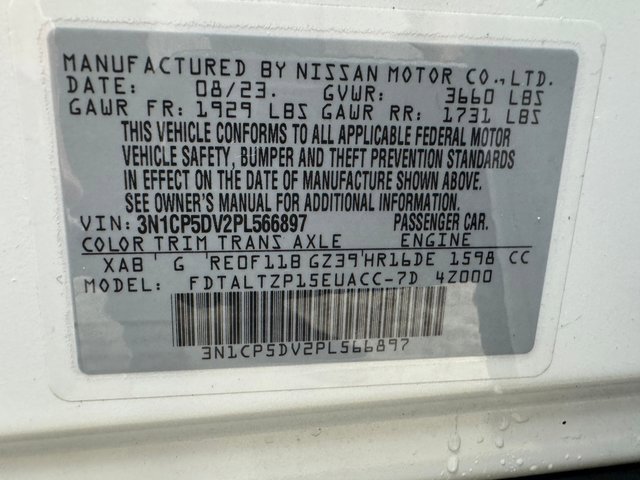 MANUFACTURED BY NISSAN MOTOR CO., LTD.
DATE: 08/23. GVWR: 3660 LBS
GAWR FR: 1929 LBS GAWR RR: 1731 LBS
THIS VEHICLE CONFORMS TO ALL APPLICABLE FEDERAL MOTOR
VEHICLE SAFETY, BUMPER AND THEFT PREVENTION STANDARDS
IN EFFECT ON THE DATE OF MANUFACTURE SHOWN ABOVE.
SEE OWNER'S MANUAL FOR ADDITIONAL INFORMATION.
VIN: 3N1CP5DV2PL566897 PASSENGER CAR.
COLOR TRIM TRANS AXLE ENGINE
XAB G RE0F11B GZ39 HR16DE 1598 CC
MODEL: FDTALTZP15EUACC-7D 4Z000
3N1CP5DV2PL566897